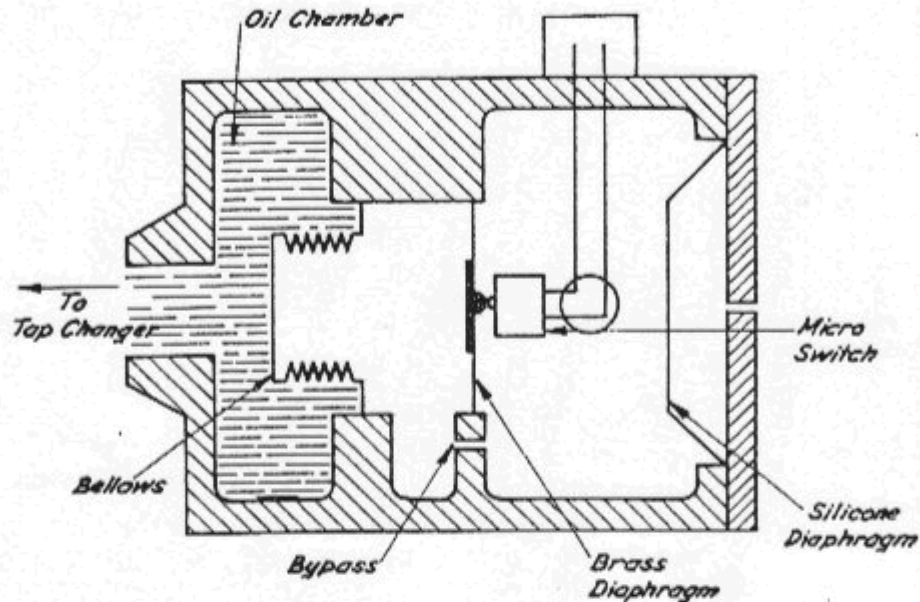 Oil Chamber
To
Tap Changer
Micro
Switch
Bellows
Silicone
Diaphragm
Bypass
Brass
Diaphragm